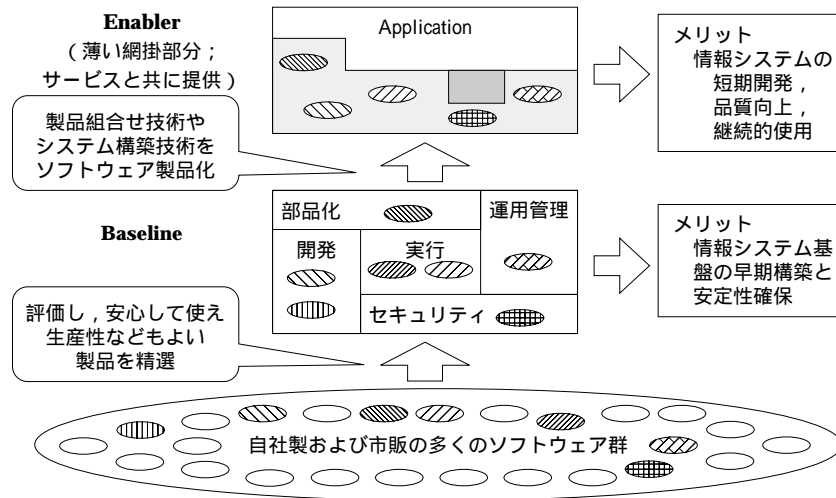 Enabler
（薄い網掛部分；
サービスと共に提供）
Application
メリット
情報システムの
短期開発，
品質向上，
継続的使用
製品組合せ技術や
システム構築技術を
ソフトウェア製品化
Baseline
部品化
運用管理
開発
実行
セキュリティ
メリット
情報システム基
盤の早期構築と
安定性確保
評価し，安心して使え
生産性などもよい
製品を精選
自社製および市販の多くのソフトウェア群